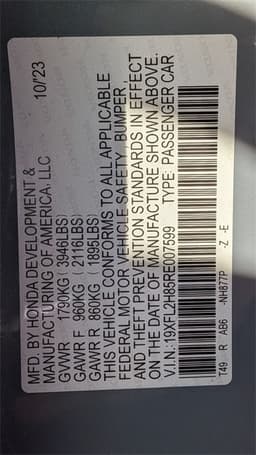 MFD. BY HONDA DEVELOPMENT &
MANUFACTURING OF AMERICA, LLC 10/'23
GVWR 1790KG ( 3946LBS)
GAWR F 960KG ( 2116LBS)
GAWR R 860KG ( 1895LBS)
THIS VEHICLE CONFORMS TO ALL APPLICABLE
FEDERAL MOTOR VEHICLE SAFETY, BUMPER,
AND THEFT PREVENTION STANDARDS IN EFFECT
ON THE DATE OF MANUFACTURE SHOWN ABOVE.
V.I.N.:19XFL2H85RE007599 TYPE: PASSENGER CAR
T49 R A86 -NH877P -Z -E